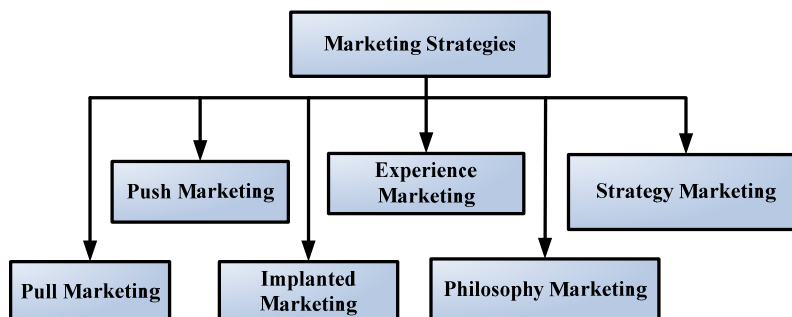 Marketing Strategies
Push Marketing
Experience
Marketing
Strategy Marketing
Pull Marketing
Implanted
Marketing
Philosophy Marketing